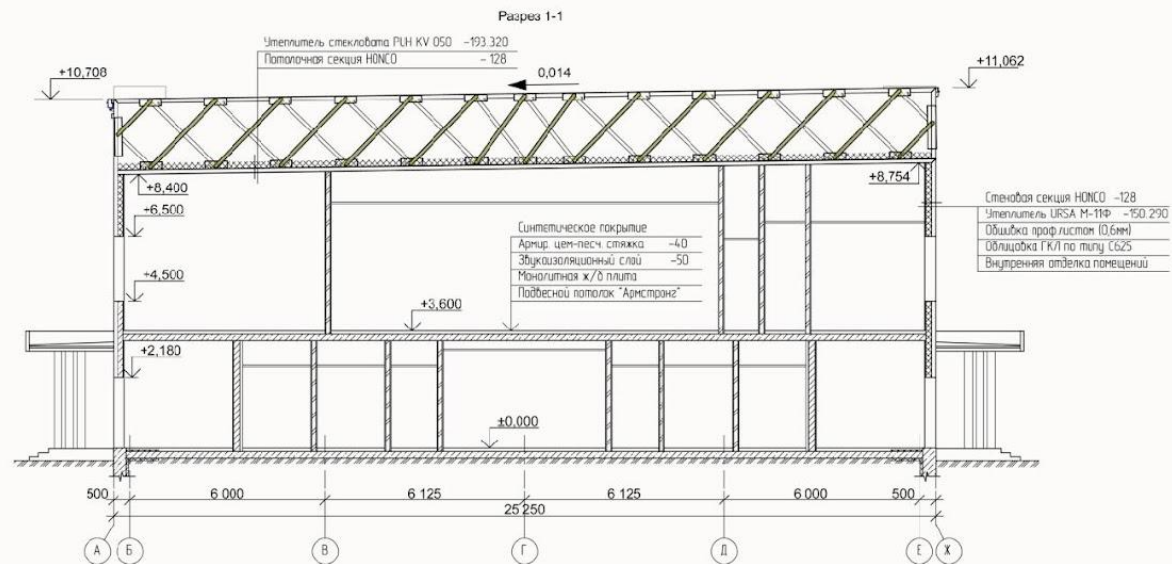 Разрез 1-1
Утеплитель стекловата PUH KV 050 -193.320
Потолочная секция HONCO - 128
+10,708
0,014
+11,062
+8,400
+8,754
+6,500
Стеновая секция HONCO -128
Утеплитель URSA М-11Ф -150.290
Обшивка профлистом (0,6мм)
Облицовка ГКЛ по типу С625
Внутренняя отделка помещений
Синтетическое покрытие
Армир. цем-песч. стяжка -40
Звукоизоляционный слой -50
Монолитная ж/б плита
Подвесной потолок "Армстронг"
+4,500
+3,600
+2,180
±0,000
500 6 000 6 125 6 125 6 000 500
25 250
А Б В Г Д Е Ж